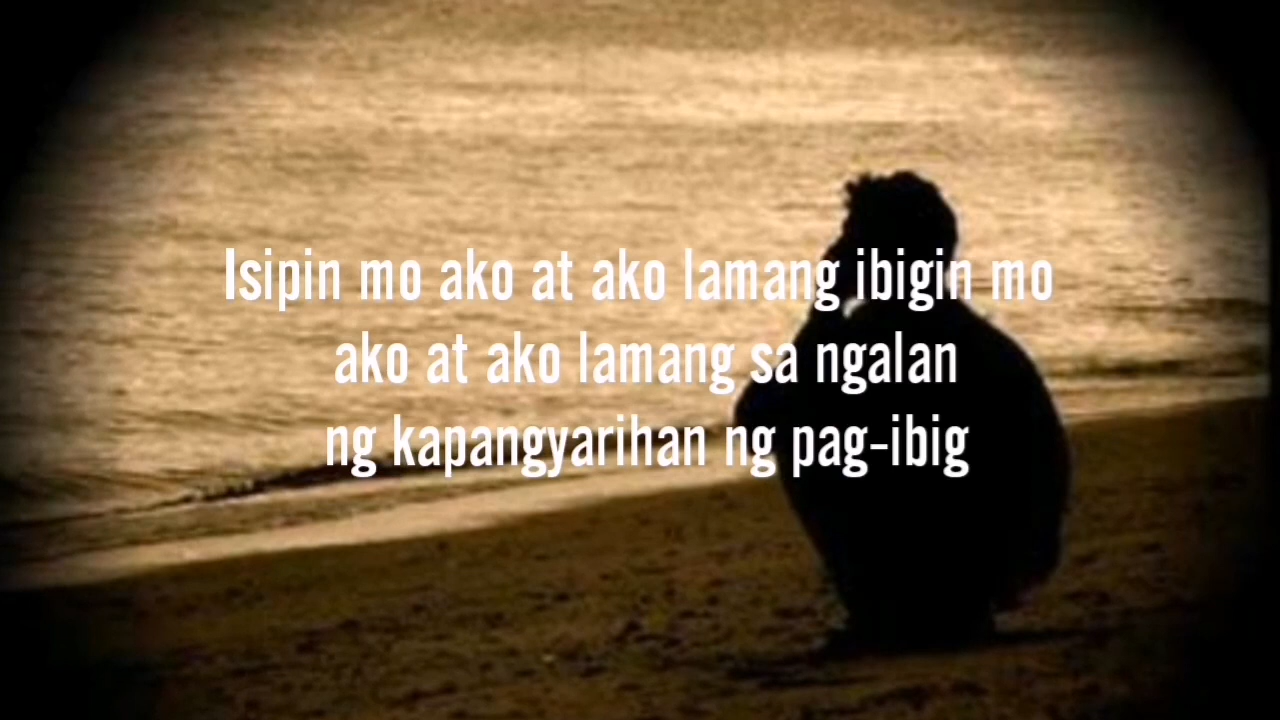 Isipin mo ako at ako lamang ibigin mo
ako at ako lamang sa ngalan
ng kapangyarihan ng pag-ibig